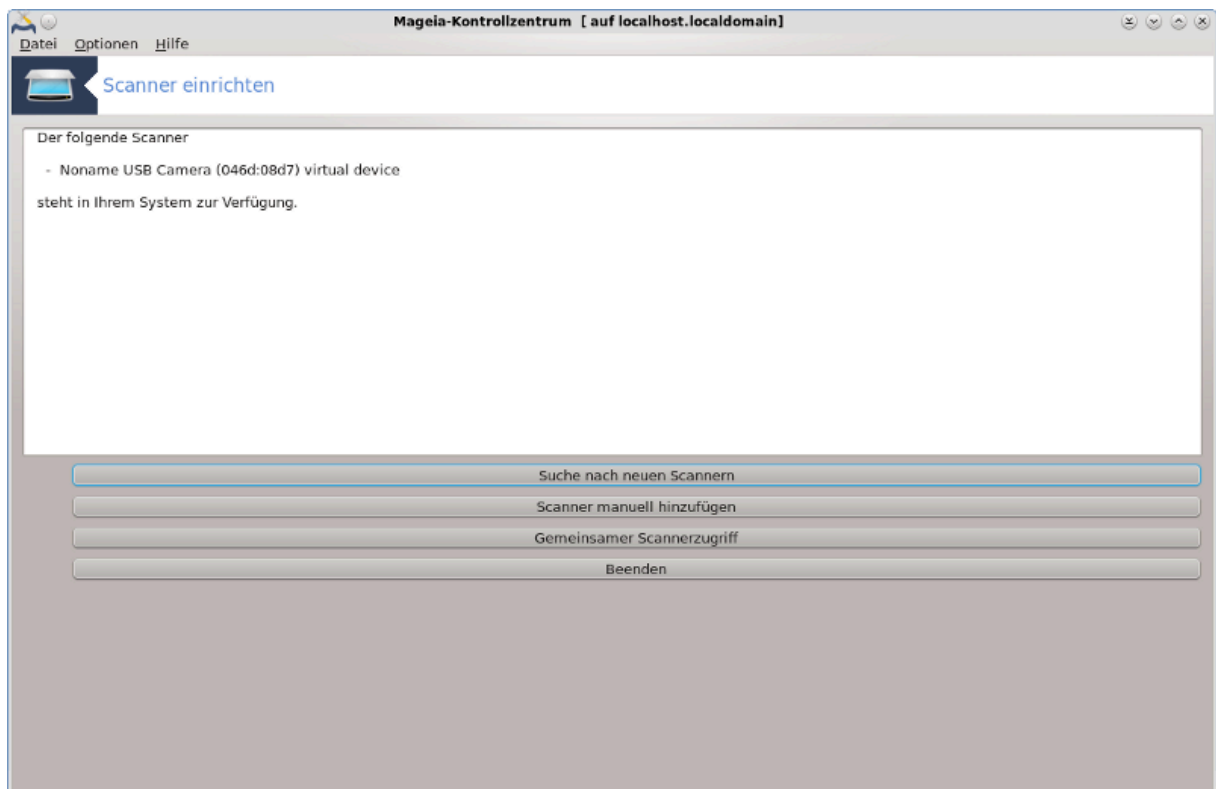 Mageia-Kontrollzentrum [ auf localhost.localdomain]
Datei Optionen Hilfe
Scanner einrichten
Der folgende Scanner
- Noname USB Camera (046d:08d7) virtual device
steht in Ihrem System zur Verfügung.
Suche nach neuen Scannern
Scanner manuell hinzufügen
Gemeinsamer Scannerzugriff
Beenden